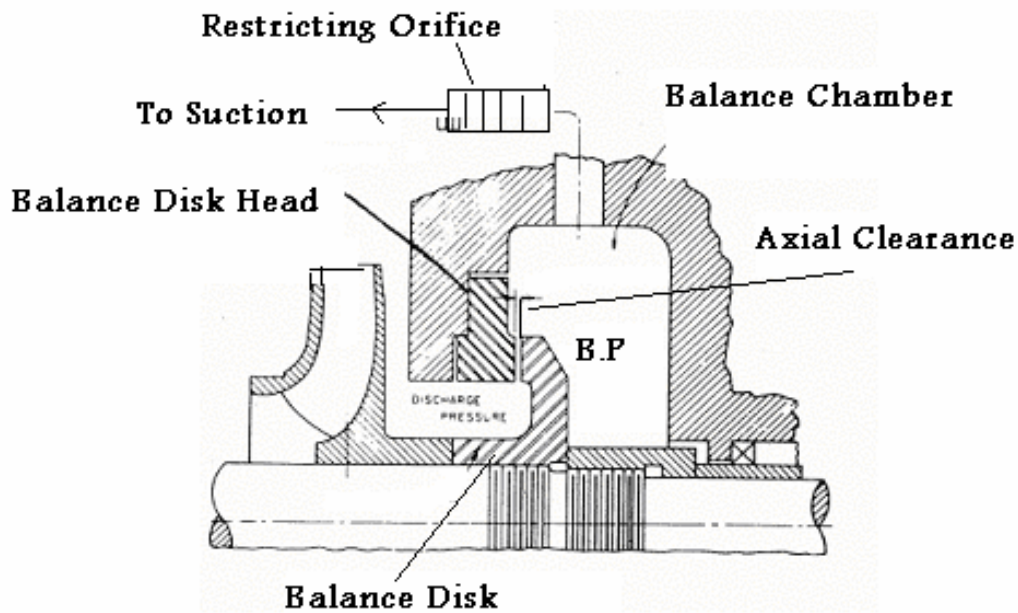 Restricting Orifice
To Suction
Balance Chamber
Balance Disk Head
Axial Clearance
B.P
DISCHARGE
PRESSURE
Balance Disk